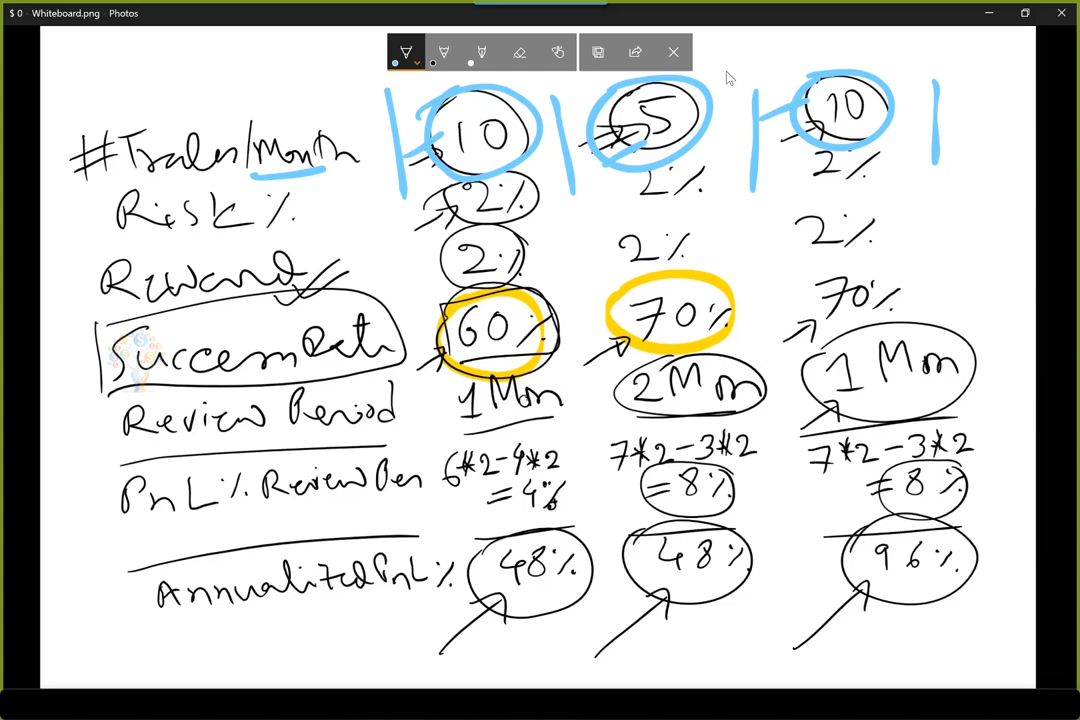 $ 0 - Whiteboard.png - Photos
#Trades/Month 10 5 10
Risk % 2% 2% 2%
Reward 2% 2% 2%
Success Rate 60% 70% 70%
Review Period 1 Mon 2 Mon 1 Mon
PnL% Review Per 6*2-4*2 7*2-3*2 7*2-3*2
= 4% = 8% = 8%
Annualized PnL % 48% 48% 96%